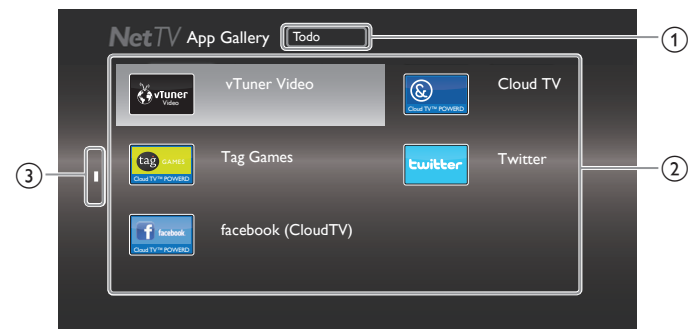 NetTV App Gallery Todo
1
vTuner Video
vTuner Video
& Cloud TV™ POWERD
Cloud TV
tag GAMES Cloud TV™ POWERD
Tag Games
twitter
Twitter
2
3
f facebook Cloud TV™ POWERD
facebook (CloudTV)